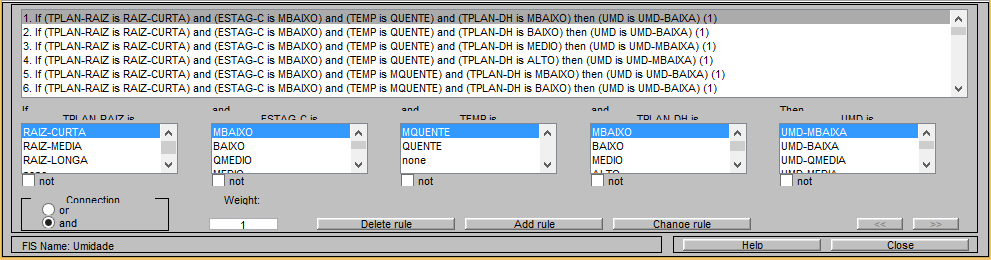 1. If (TPLAN-RAIZ is RAIZ-CURTA) and (ESTAG-C is MBAIXO) and (TEMP is QUENTE) and (TPLAN-DH is MBAIXO) then (UMD is UMD-BAIXA) (1)
2. If (TPLAN-RAIZ is RAIZ-CURTA) and (ESTAG-C is MBAIXO) and (TEMP is QUENTE) and (TPLAN-DH is BAIXO) then (UMD is UMD-BAIXA) (1)
3. If (TPLAN-RAIZ is RAIZ-CURTA) and (ESTAG-C is MBAIXO) and (TEMP is QUENTE) and (TPLAN-DH is MEDIO) then (UMD is UMD-MBAIXA) (1)
4. If (TPLAN-RAIZ is RAIZ-CURTA) and (ESTAG-C is MBAIXO) and (TEMP is QUENTE) and (TPLAN-DH is ALTO) then (UMD is UMD-MBAIXA) (1)
5. If (TPLAN-RAIZ is RAIZ-CURTA) and (ESTAG-C is MBAIXO) and (TEMP is MQUENTE) and (TPLAN-DH is MBAIXO) then (UMD is UMD-BAIXA) (1)
6. If (TPLAN-RAIZ is RAIZ-CURTA) and (ESTAG-C is MBAIXO) and (TEMP is MQUENTE) and (TPLAN-DH is BAIXO) then (UMD is UMD-BAIXA) (1)
If and and and Then
TPLAN-RAIZ is ESTAG-C is TEMP is TPLAN-DH is UMD is
RAIZ-CURTA MBAIXO MQUENTE MBAIXO UMD-MBAIXA
RAIZ-MEDIA BAIXO QUENTE BAIXO UMD-BAIXA
RAIZ-LONGA QMEDIO none MEDIO UMD-QMEDIA
none MEDIO ALTO UMD-MEDIA
not not not not not
Connection Weight:
or
and 1 Delete rule Add rule Change rule << >>
FIS Name: Umidade Help Close